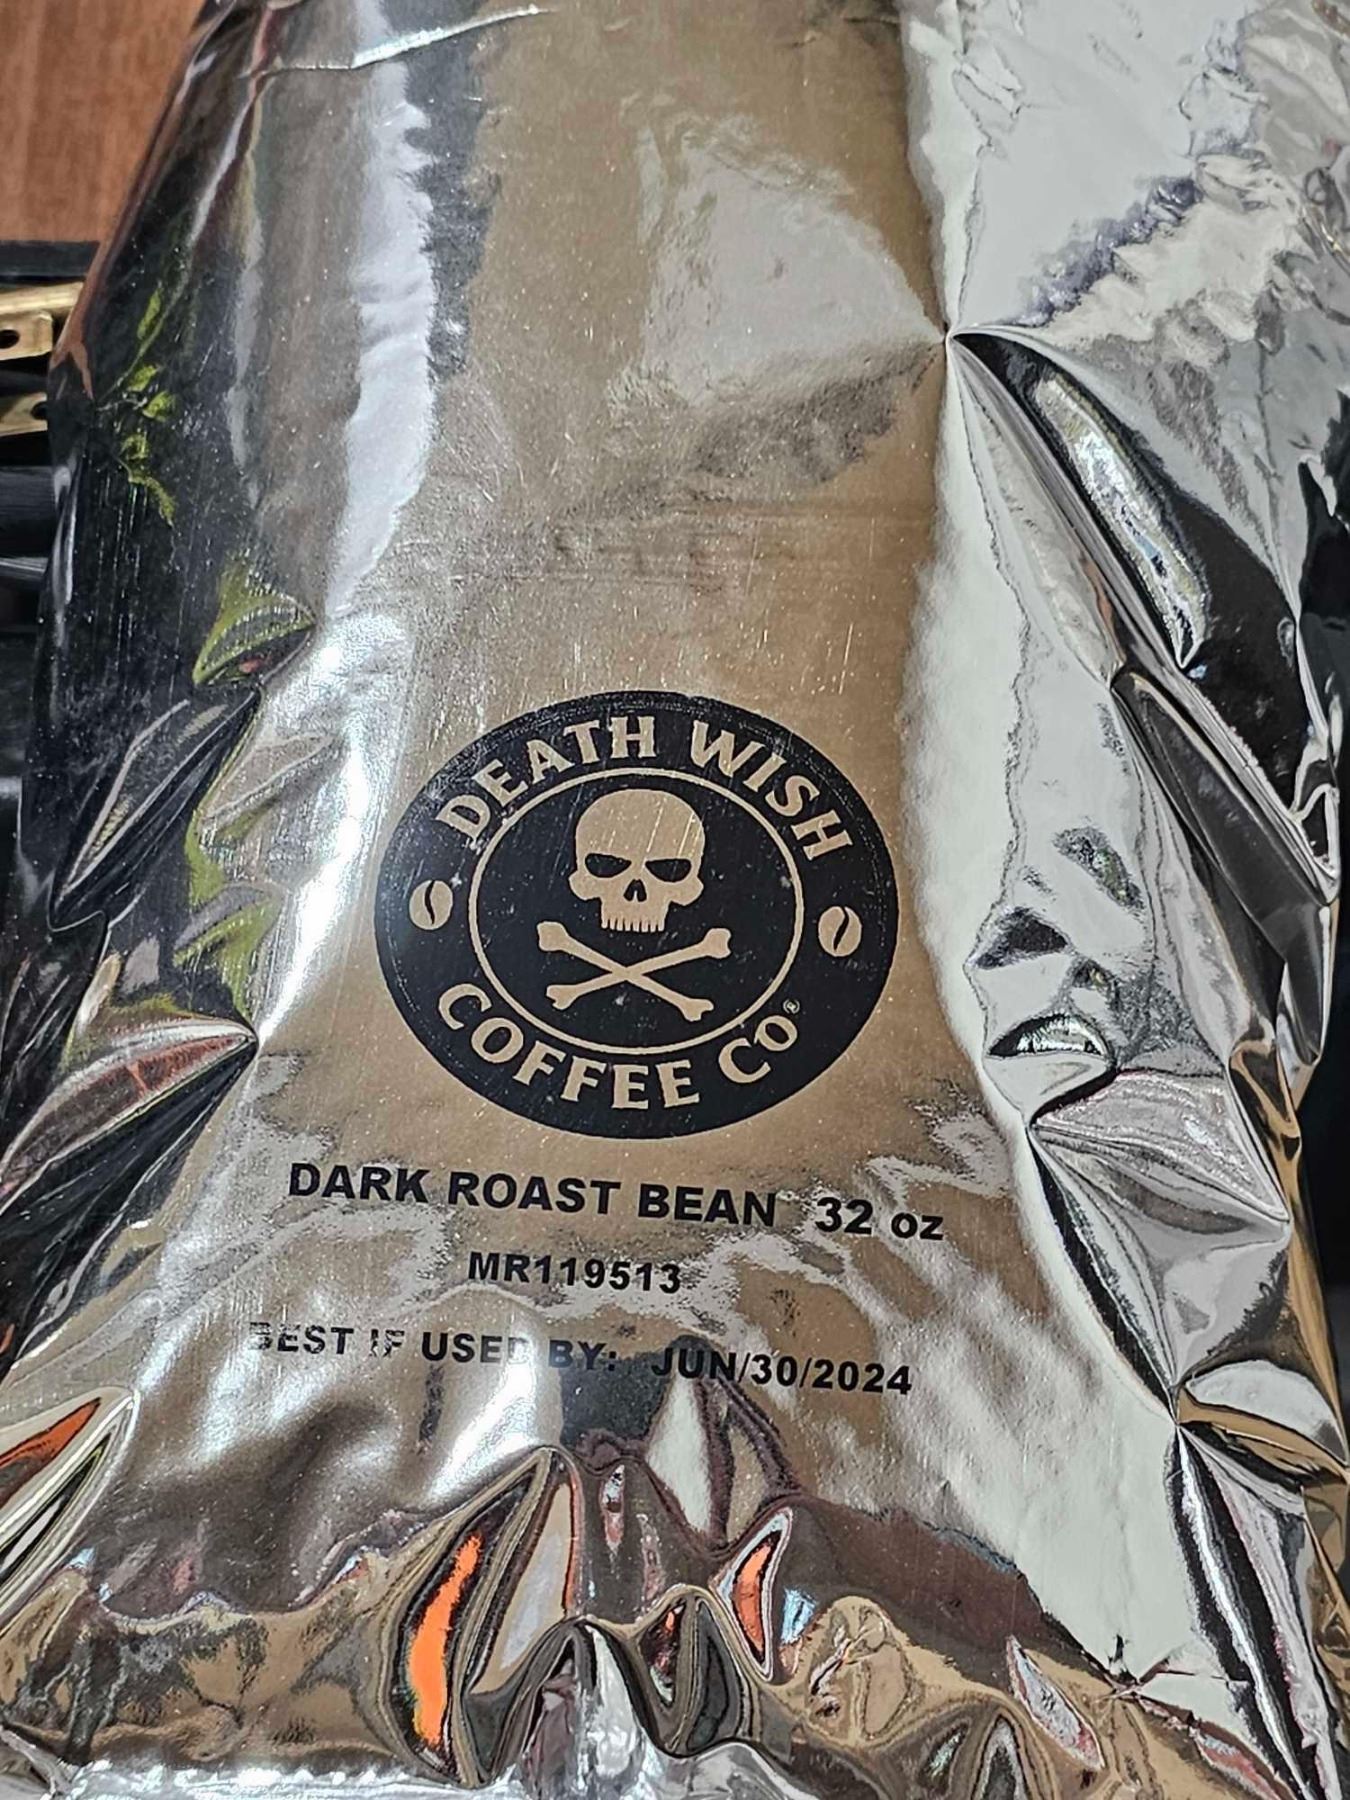 DEATH WISH
COFFEE CO®
DARK ROAST BEAN 32 oz
MR119513
BEST IF USED BY: JUN/30/2024